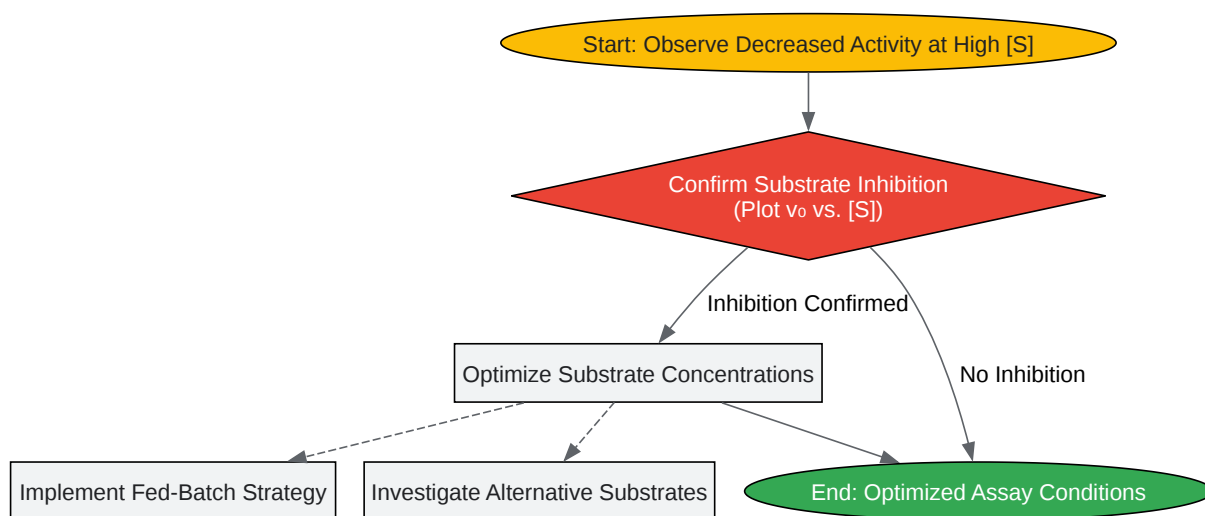 Start: Observe Decreased Activity at High [S]
Confirm Substrate Inhibition
(Plot v₀ vs. [S])
Inhibition Confirmed
Optimize Substrate Concentrations
No Inhibition
Implement Fed-Batch Strategy
Investigate Alternative Substrates
End: Optimized Assay Conditions